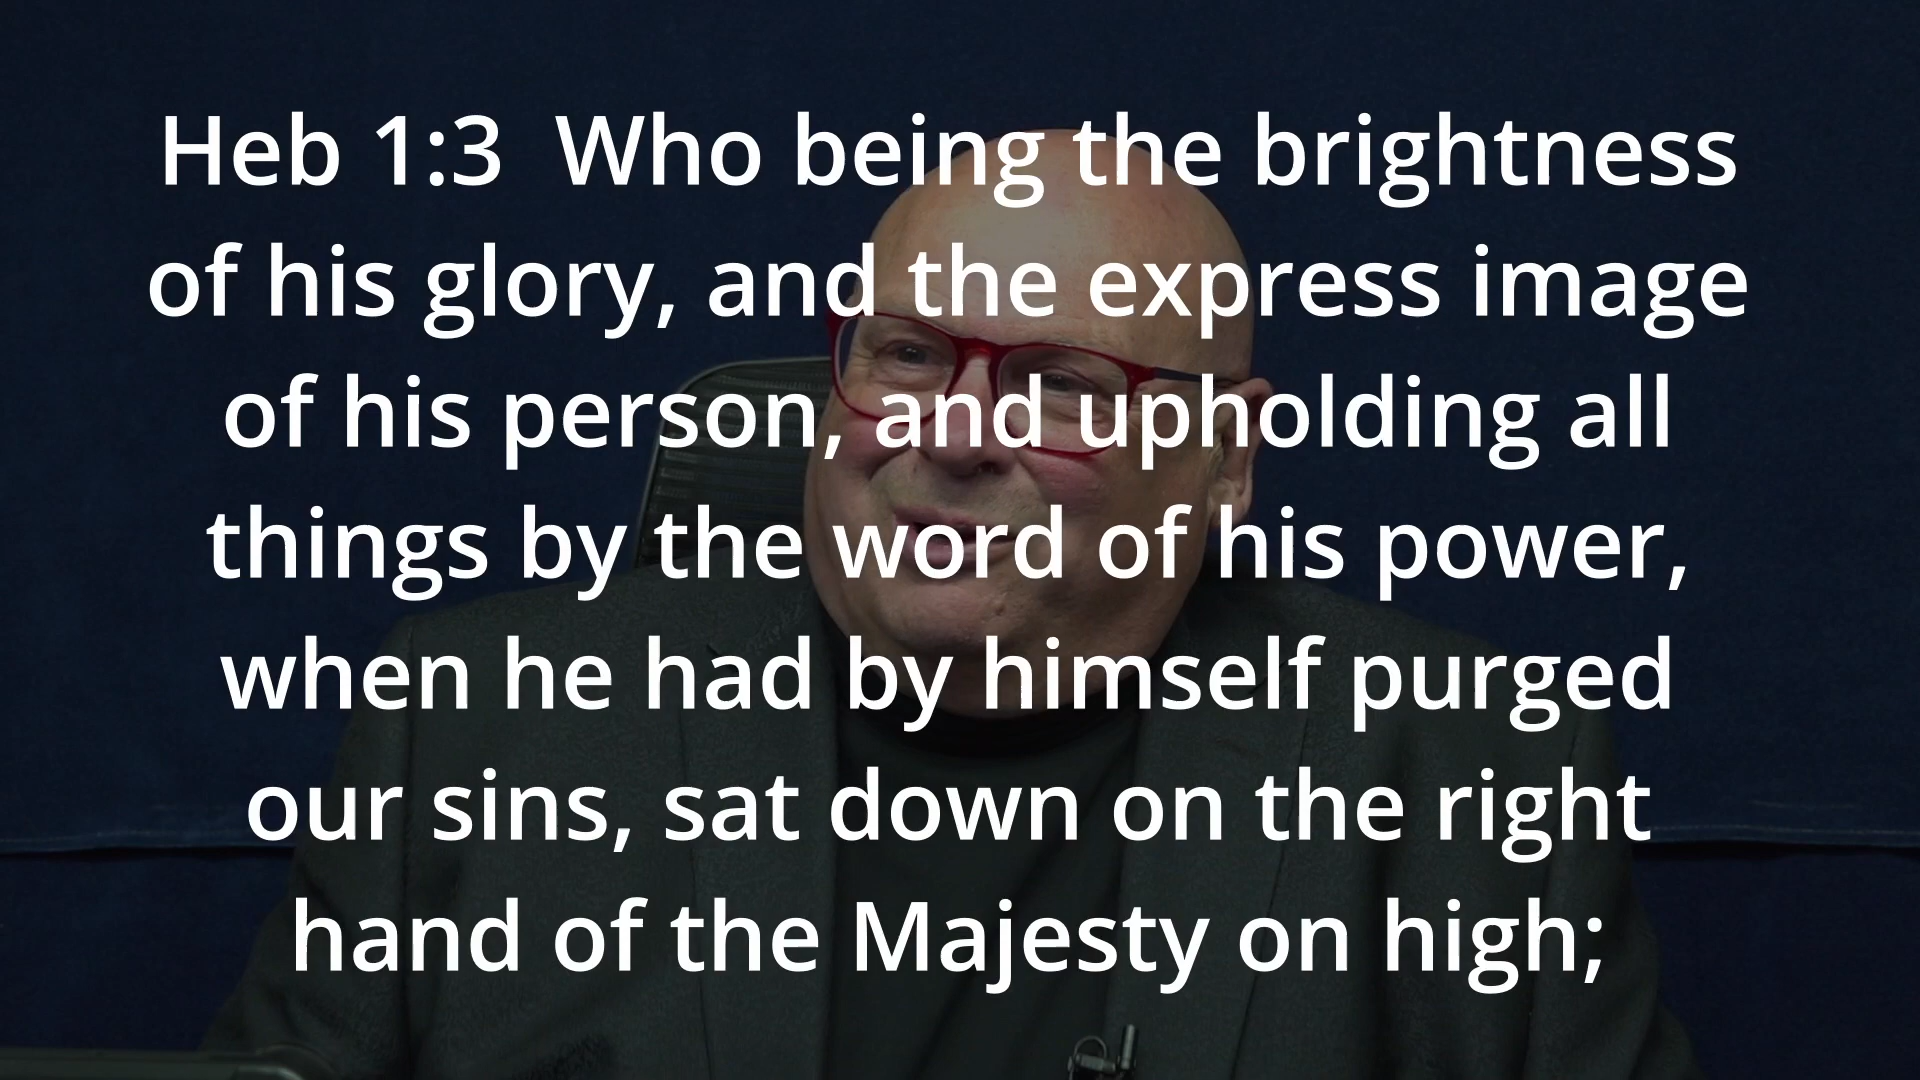 Heb 1:3  Who being the brightness
of his glory, and the express image
of his person, and upholding all
things by the word of his power,
when he had by himself purged
our sins, sat down on the right
hand of the Majesty on high;